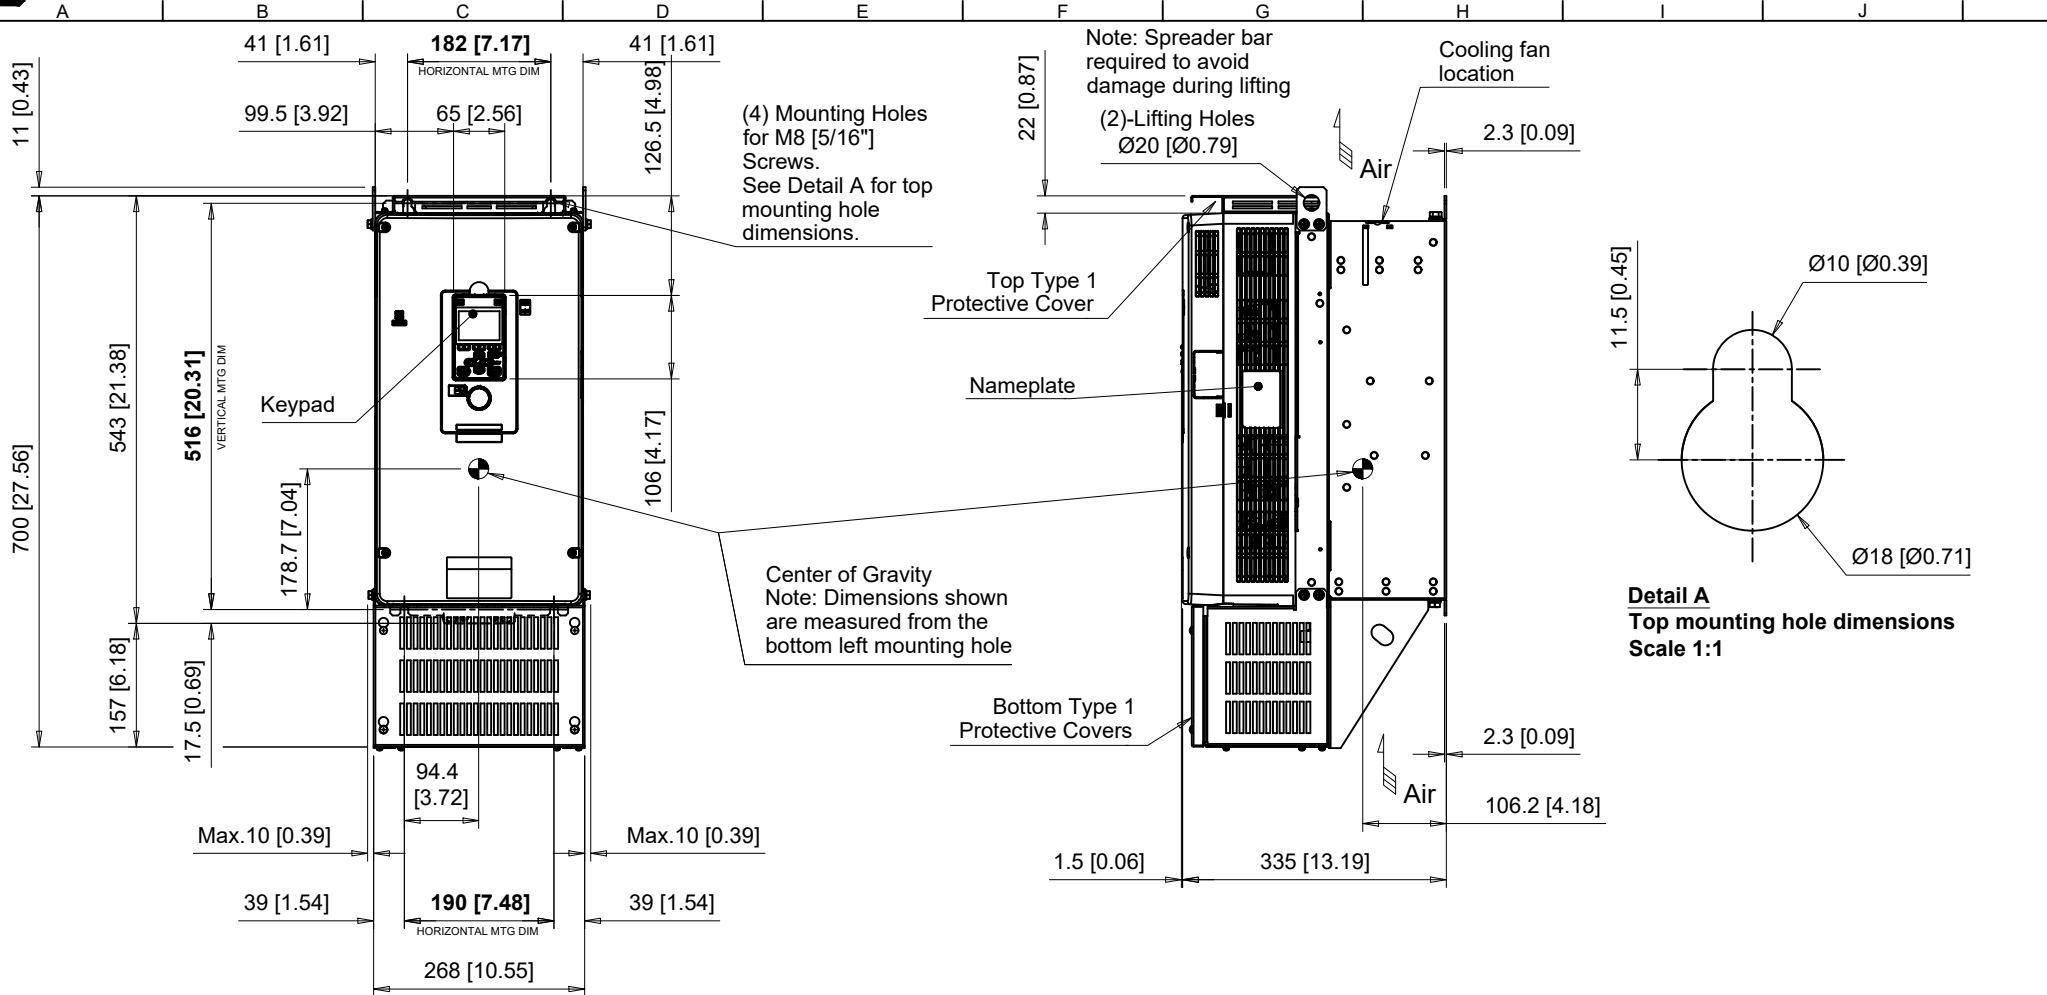 A B C D E F G H I J
41 [1.61]
182 [7.17]
HORIZONTAL MTG DIM
41 [1.61]
99.5 [3.92]
65 [2.56]
11 [0.43]
126.5 [4.98]
(4) Mounting Holes
for M8 [5/16"]
Screws.
See Detail A for top
mounting hole
dimensions.
700 [27.56]
543 [21.38]
516 [20.31]
VERTICAL MTG DIM
Keypad
178.7 [7.04]
106 [4.17]
157 [6.18]
17.5 [0.69]
Center of Gravity
Note: Dimensions shown
are measured from the
bottom left mounting hole
94.4
[3.72]
Max.10 [0.39]
Max.10 [0.39]
39 [1.54]
190 [7.48]
HORIZONTAL MTG DIM
39 [1.54]
268 [10.55]
Note: Spreader bar
required to avoid
damage during lifting
(2)-Lifting Holes
Ø20 [Ø0.79]
22 [0.87]
Cooling fan
location
2.3 [0.09]
Air
Top Type 1
Protective Cover
Nameplate
Bottom Type 1
Protective Covers
2.3 [0.09]
Air
106.2 [4.18]
1.5 [0.06]
335 [13.19]
11.5 [0.45]
Ø10 [Ø0.39]
Ø18 [Ø0.71]
Detail A
Top mounting hole dimensions
Scale 1:1